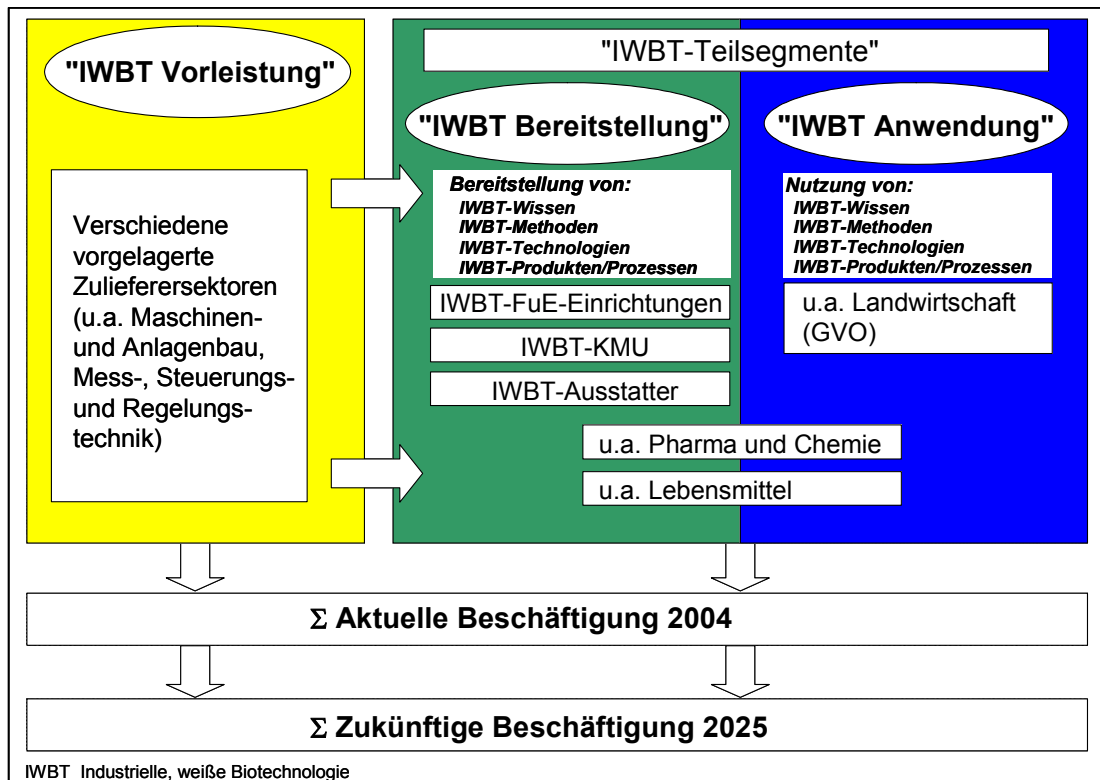 "IWBT Vorleistung"
Verschiedene
vorgelagerte
Zulieferersektoren
(u.a. Maschinen-
und Anlagenbau,
Mess-, Steuerungs-
und Regelungs-
technik)
"IWBT-Teilsegmente"
"IWBT Bereitstellung"
Bereitstellung von:
IWBT-Wissen
IWBT-Methoden
IWBT-Technologien
IWBT-Produkten/Prozessen
IWBT-FuE-Einrichtungen
IWBT-KMU
IWBT-Ausstatter
"IWBT Anwendung"
Nutzung von:
IWBT-Wissen
IWBT-Methoden
IWBT-Technologien
IWBT-Produkten/Prozessen
u.a. Landwirtschaft
(GVO)
u.a. Pharma und Chemie
u.a. Lebensmittel
Σ Aktuelle Beschäftigung 2004
Σ Zukünftige Beschäftigung 2025
IWBT Industrielle, weiße Biotechnologie